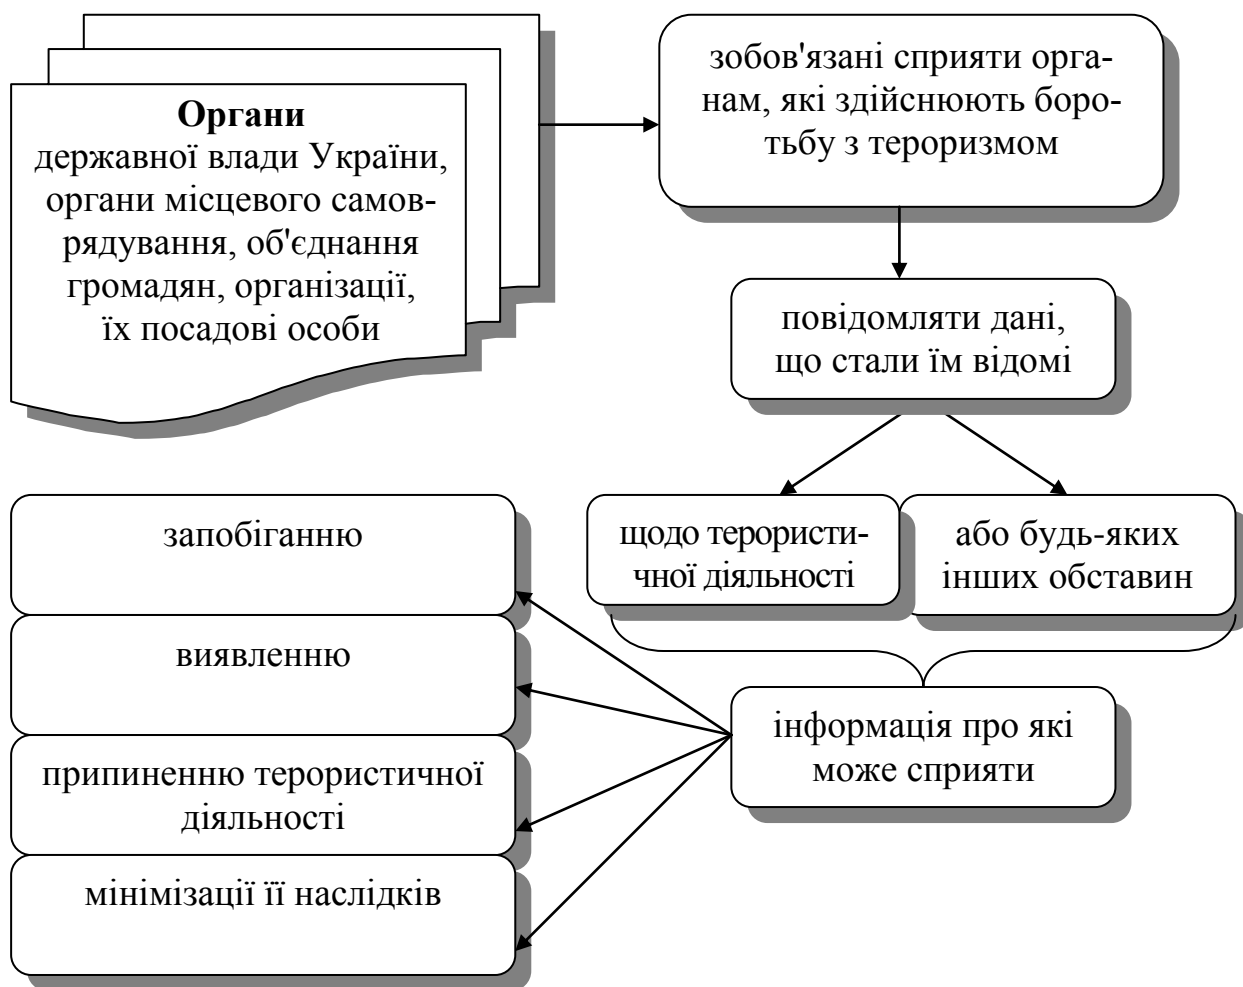 Органи
державної влади України,
органи місцевого самов-
рядування, об'єднання
громадян, організації,
їх посадові особи
зобов'язані сприяти орга-
нам, які здійснюють боро-
тьбу з тероризмом
повідомляти дані,
що стали їм відомі
щодо терористи-
чної діяльності
або будь-яких
інших обставин
інформація про які
може сприяти
запобіганню
виявленню
припиненню терористичної
діяльності
мінімізації її наслідків